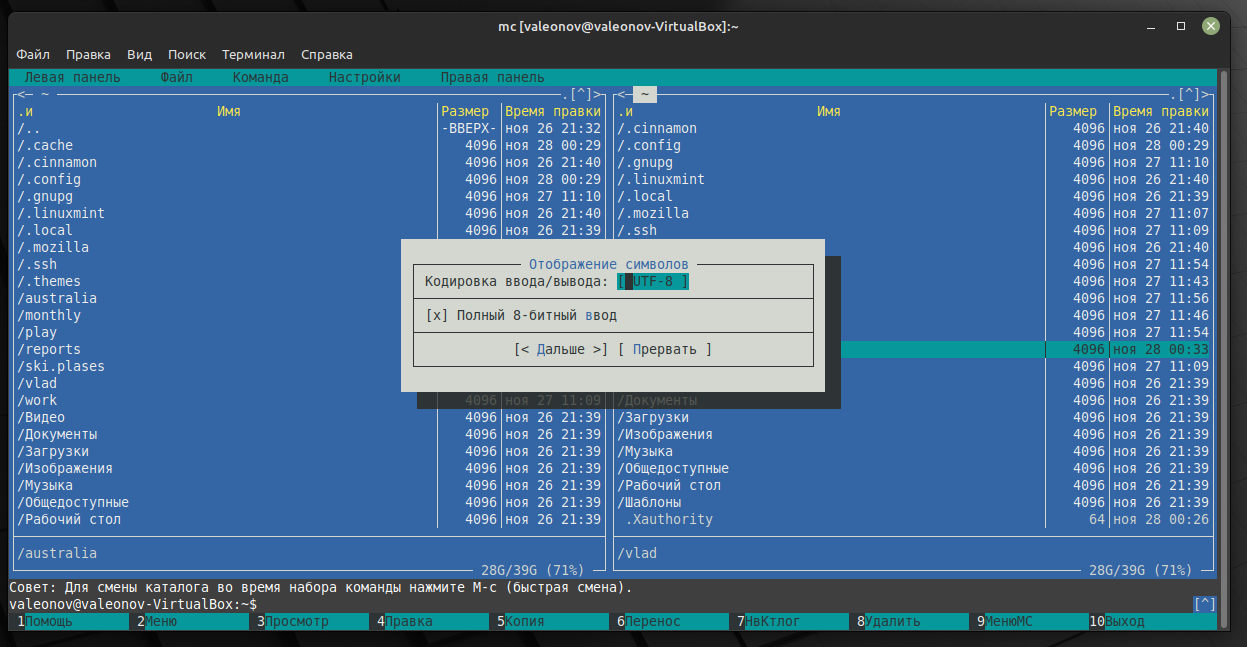 mc [valeonov@valeonov-VirtualBox]:~
Файл Правка Вид Поиск Терминал Справка
Левая панель Файл Команда Настройки Правая панель
<─ ~ .[^]> <─ ~ .[^]>
.и Имя Размер Время правки .и Имя Размер Время правки
/.. -ВВЕРХ- ноя 26 21:32 /.cinnamon 4096 ноя 26 21:40
/.cache 4096 ноя 28 00:29 /.config 4096 ноя 28 00:29
/.cinnamon 4096 ноя 26 21:40 /.gnupg 4096 ноя 27 11:10
/.config 4096 ноя 28 00:29 /.linuxmint 4096 ноя 26 21:40
/.gnupg 4096 ноя 27 11:10 /.local 4096 ноя 26 21:39
/.linuxmint 4096 ноя 26 21:40 /.mozilla 4096 ноя 27 11:07
/.local 4096 ноя 26 21:39 /.ssh 4096 ноя 27 11:09
/.mozilla 4096 ноя 26 21:40
/.ssh Отображение символов 4096 ноя 27 11:54
/.themes Кодировка ввода/вывода: [ UTF-8 ] 4096 ноя 27 11:43
/australia 4096 ноя 27 11:56
/monthly [x] Полный 8-битный ввод 4096 ноя 27 11:46
/play 4096 ноя 27 11:54
/reports [< Дальше >] [ Прервать ] 4096 ноя 28 00:33
/ski.plases 4096 ноя 27 11:09
/vlad 4096 ноя 26 21:39
/work 4096 ноя 27 11:09 /Документы 4096 ноя 26 21:39
/Видео 4096 ноя 26 21:39 /Загрузки 4096 ноя 26 21:39
/Документы 4096 ноя 26 21:39 /Изображения 4096 ноя 26 21:39
/Загрузки 4096 ноя 26 21:39 /Музыка 4096 ноя 26 21:39
/Изображения 4096 ноя 26 21:39 /Общедоступные 4096 ноя 26 21:39
/Музыка 4096 ноя 26 21:39 /Рабочий стол 4096 ноя 26 21:39
/Общедоступные 4096 ноя 26 21:39 /Шаблоны 4096 ноя 26 21:39
/Рабочий стол 4096 ноя 26 21:39 .Xauthority 64 ноя 28 00:26
/australia /vlad
28G/39G (71%) 28G/39G (71%)
Совет: Для смены каталога во время набора команды нажмите M-c (быстрая смена).
valeonov@valeonov-VirtualBox:~$ [^]
1Помощь 2Меню 3Просмотр 4Правка 5Копия 6Перенос 7НвКтлог 8Удалить 9МенюMC 10Выход